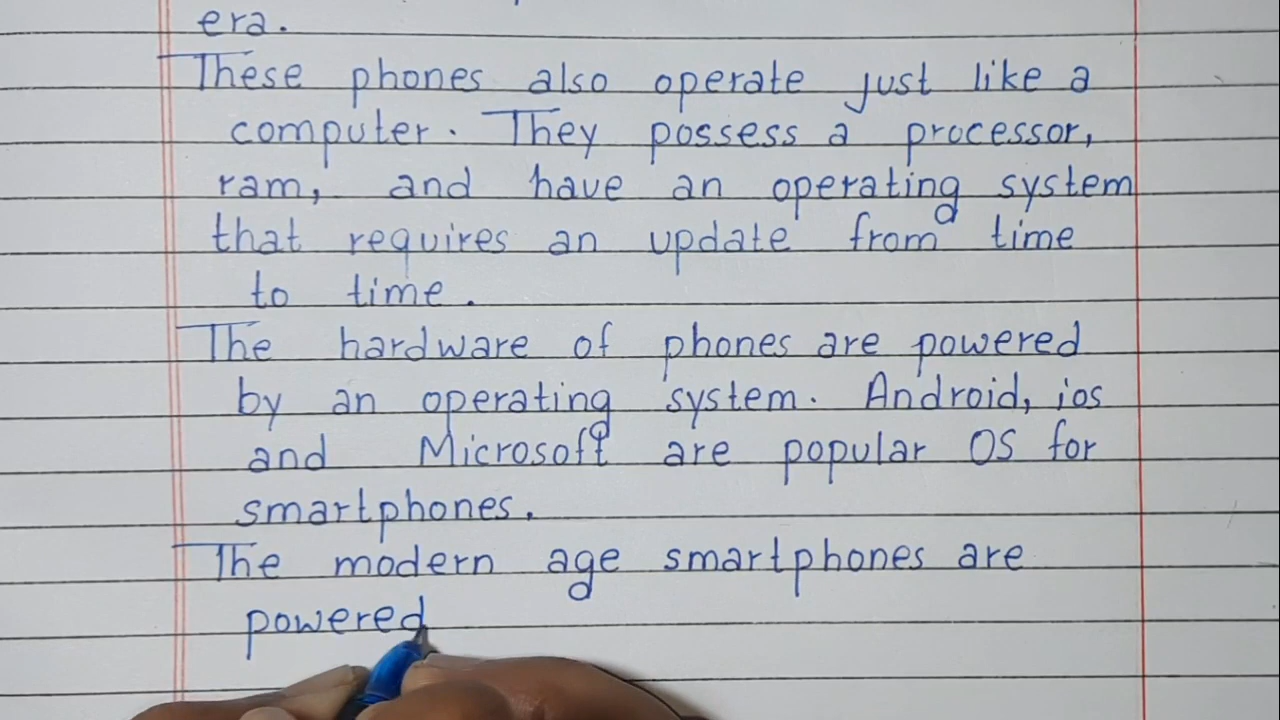 era.
These phones also operate just like a
computer. They possess a processor,
ram, and have an operating system
that requires an update from time
to time.
The hardware of phones are powered
by an operating system. Android, ios
and Microsoft are popular OS for
smartphones.
The modern age smartphones are
powered